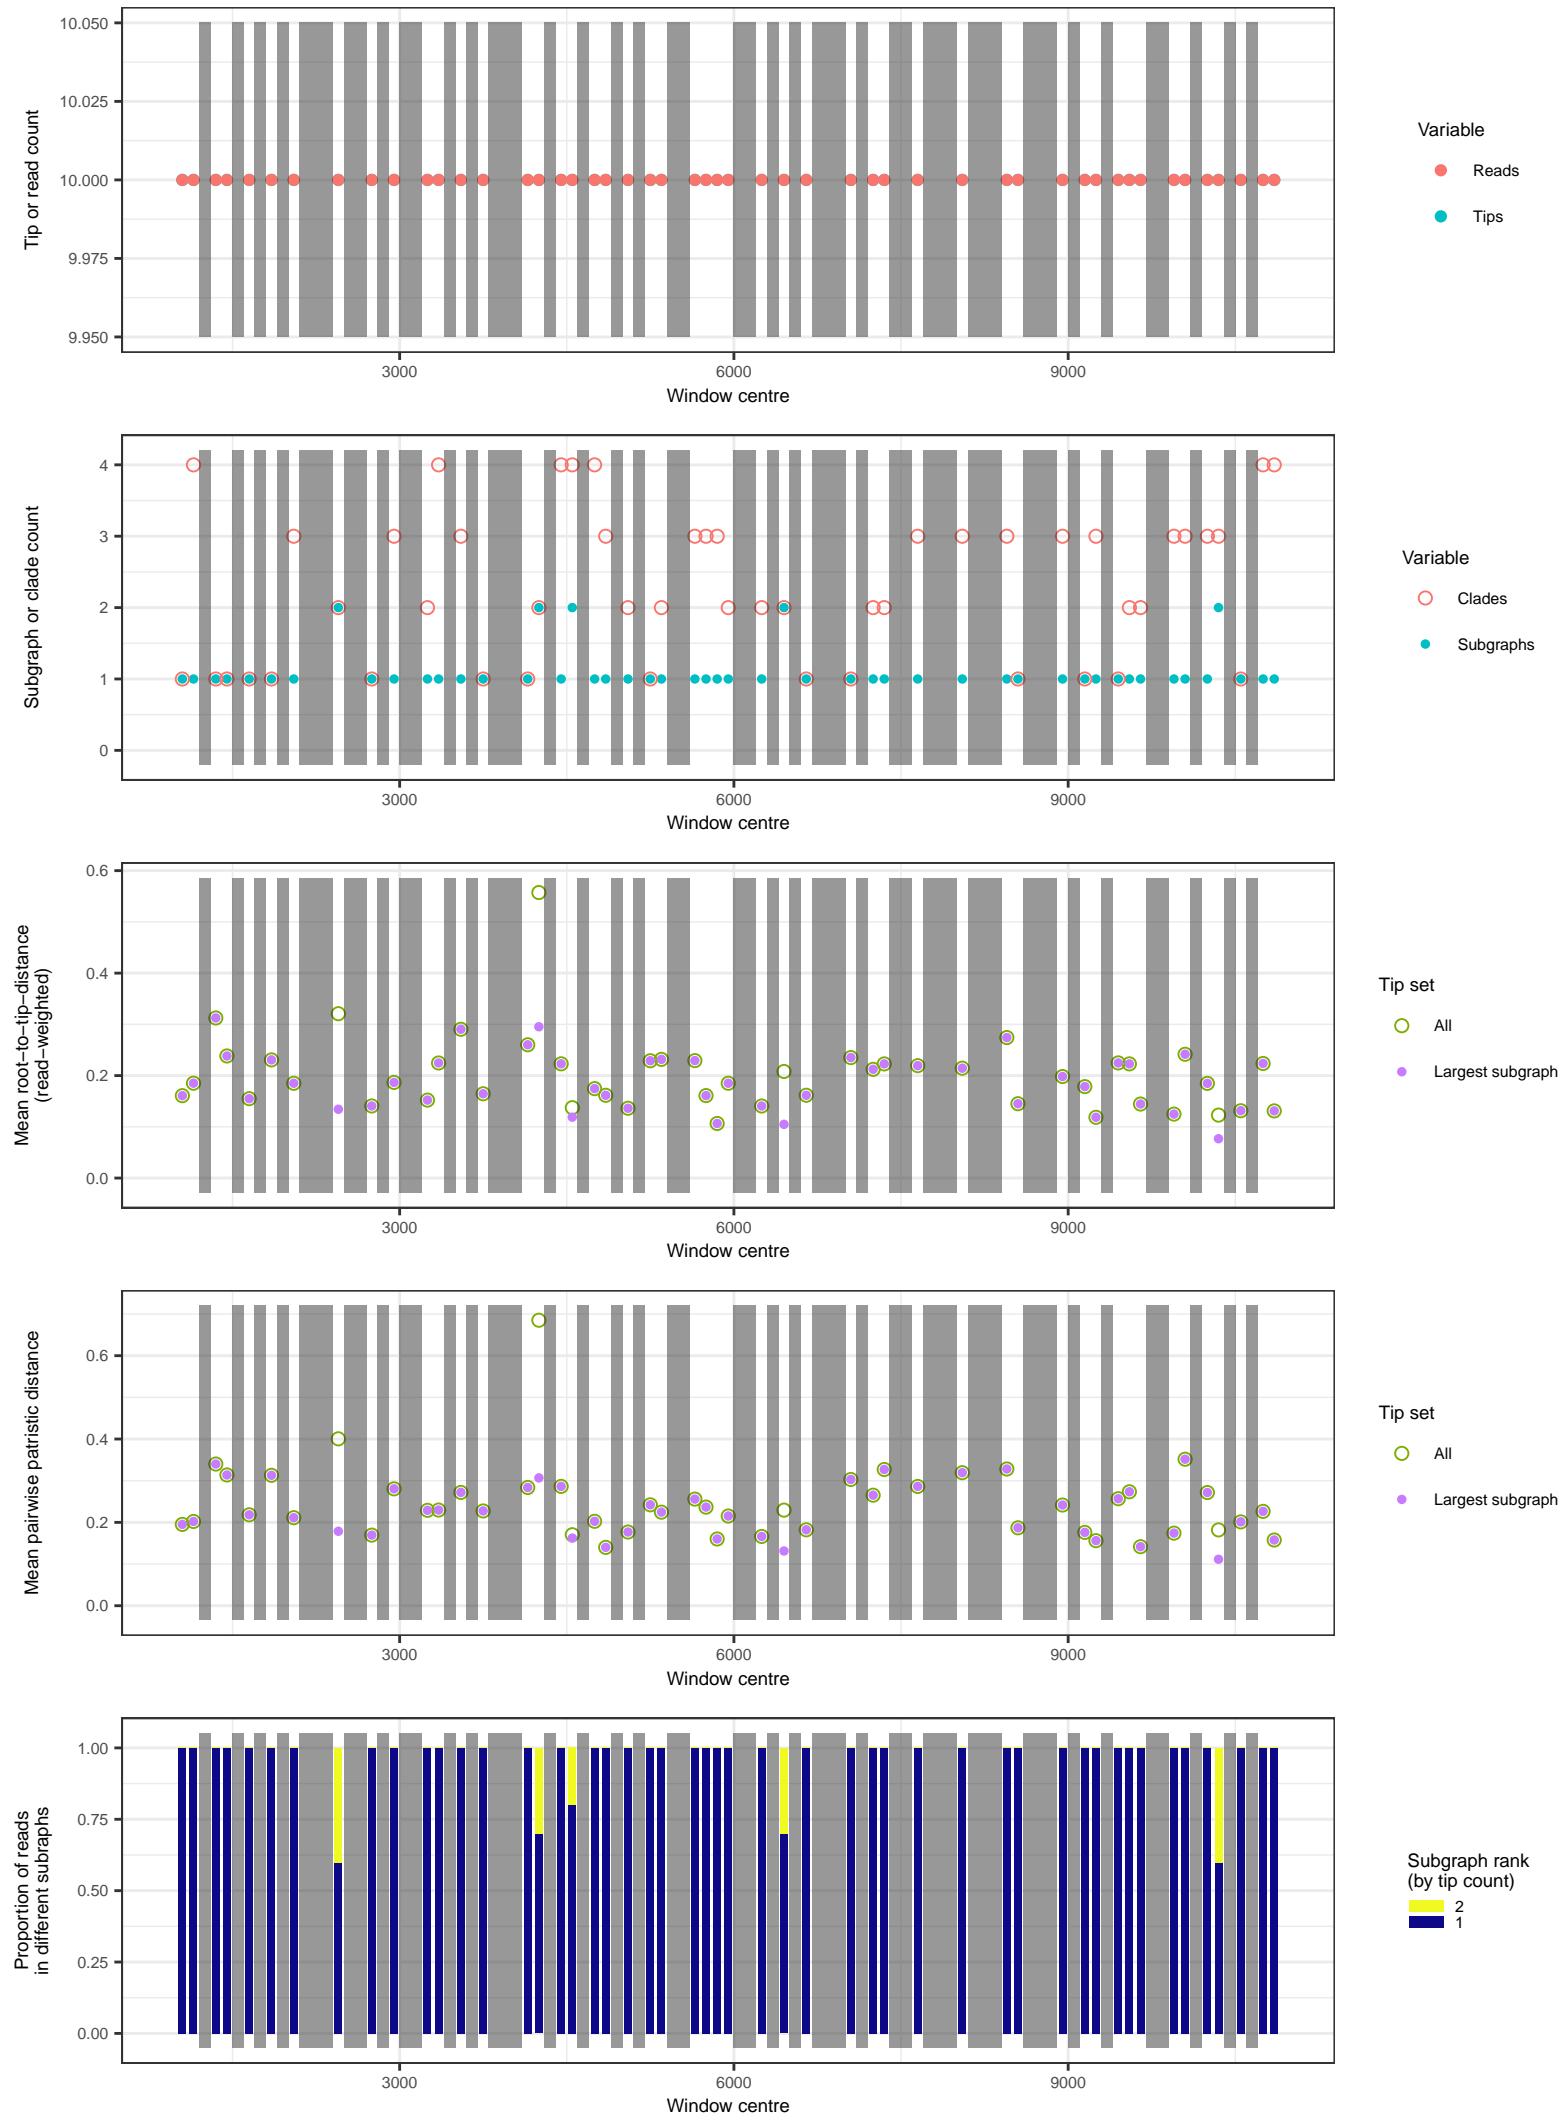 10.050
10.025
10.000
9.975
9.950
Tip or read count
3000
6000
9000
Window centre
Variable
Reads
Tips
4
3
2
1
0
Subgraph or clade count
3000
6000
9000
Window centre
Variable
Clades
Subgraphs
0.6
0.4
0.2
0.0
Mean root−to−tip−distance
(read−weighted)
3000
6000
9000
Window centre
Tip set
All
Largest subgraph
0.6
0.4
0.2
0.0
Mean pairwise patristic distance
3000
6000
9000
Window centre
Tip set
All
Largest subgraph
1.00
0.75
0.50
0.25
0.00
Proportion of reads
in different subraphs
3000
6000
9000
Window centre
Subgraph rank
(by tip count)
2
1